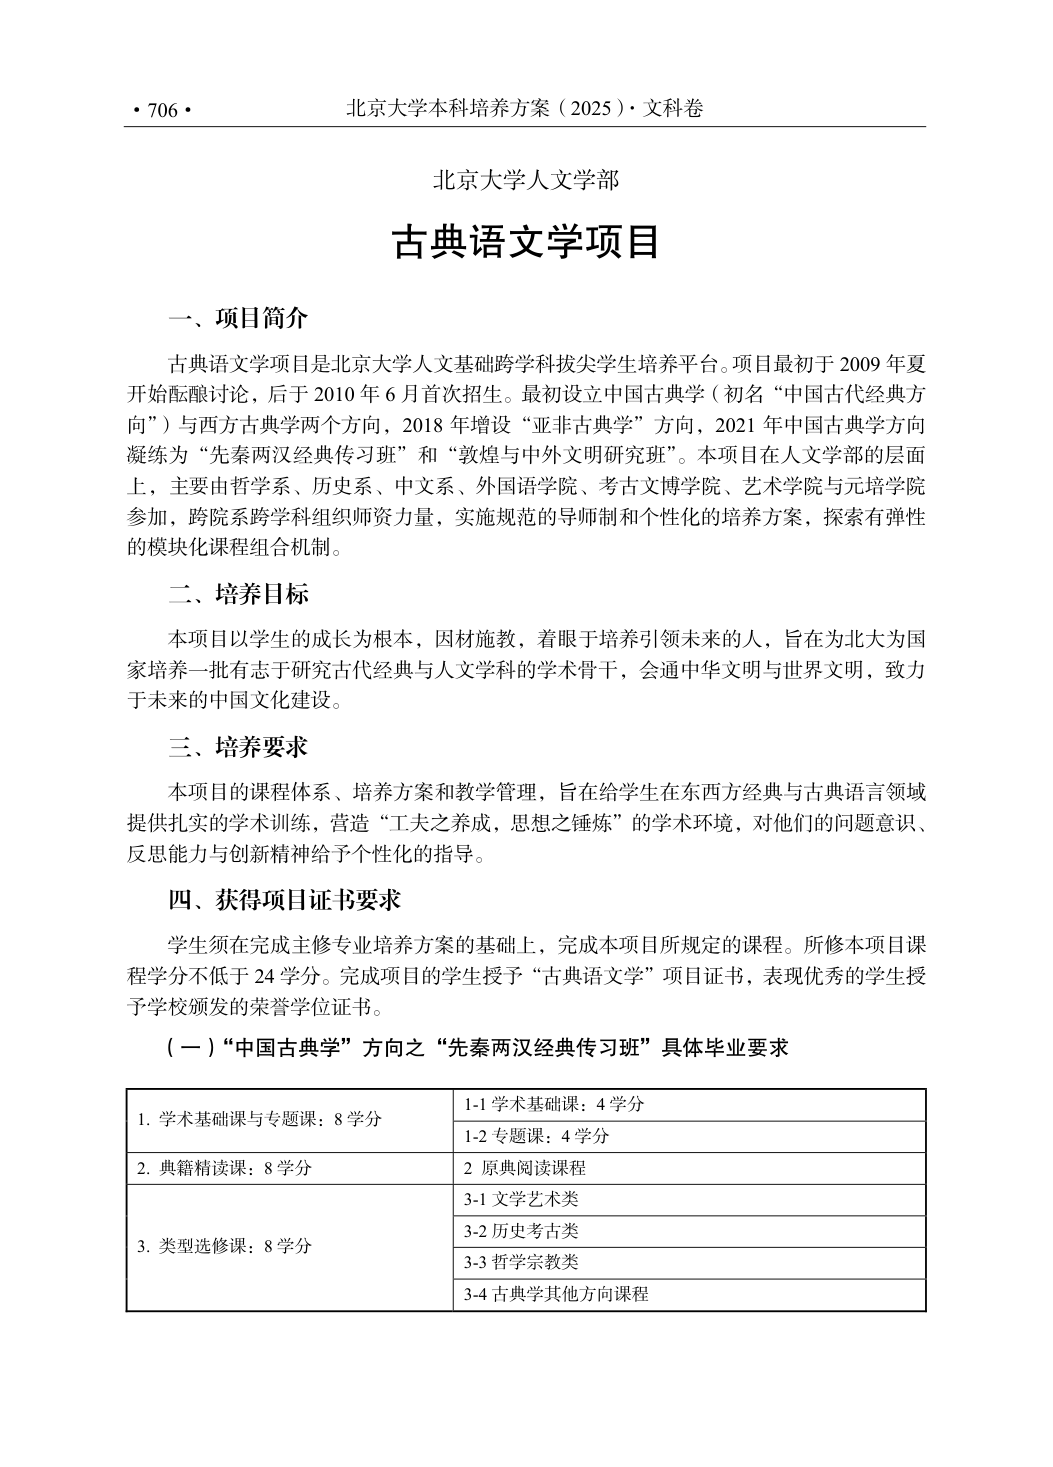 • 706 •
北京大学本科培养方案（2025）· 文科卷
北京大学人文学部
古典语文学项目
一、项目简介
古典语文学项目是北京大学人文基础跨学科拔尖学生培养平台。项目最初于 2009 年夏
开始酝酿讨论，后于 2010 年 6 月首次招生。最初设立中国古典学（初名“中国古代经典方
向”）与西方古典学两个方向，2018 年增设“亚非古典学”方向，2021 年中国古典学方向
凝练为“先秦两汉经典传习班”和“敦煌与中外文明研究班”。本项目在人文学部的层面
上，主要由哲学系、历史系、中文系、外国语学院、考古文博学院、艺术学院与元培学院
参加，跨院系跨学科组织师资力量，实施规范的导师制和个性化的培养方案，探索有弹性
的模块化课程组合机制。
二、培养目标
本项目以学生的成长为根本，因材施教，着眼于培养引领未来的人，旨在为北大为国
家培养一批有志于研究古代经典与人文学科的学术骨干，会通中华文明与世界文明，致力
于未来的中国文化建设。
三、培养要求
本项目的课程体系、培养方案和教学管理，旨在给学生在东西方经典与古典语言领域
提供扎实的学术训练，营造“工夫之养成，思想之锤炼”的学术环境，对他们的问题意识、
反思能力与创新精神给予个性化的指导。
四、获得项目证书要求
学生须在完成主修专业培养方案的基础上，完成本项目所规定的课程。所修本项目课
程学分不低于 24 学分。完成项目的学生授予“古典语文学”项目证书，表现优秀的学生授
予学校颁发的荣誉学位证书。
（一）“中国古典学”方向之“先秦两汉经典传习班”具体毕业要求
1. 学术基础课与专题课：8 学分
1-1 学术基础课：4 学分
1-2 专题课：4 学分
2. 典籍精读课：8 学分
2 原典阅读课程
3. 类型选修课：8 学分
3-1 文学艺术类
3-2 历史考古类
3-3 哲学宗教类
3-4 古典学其他方向课程